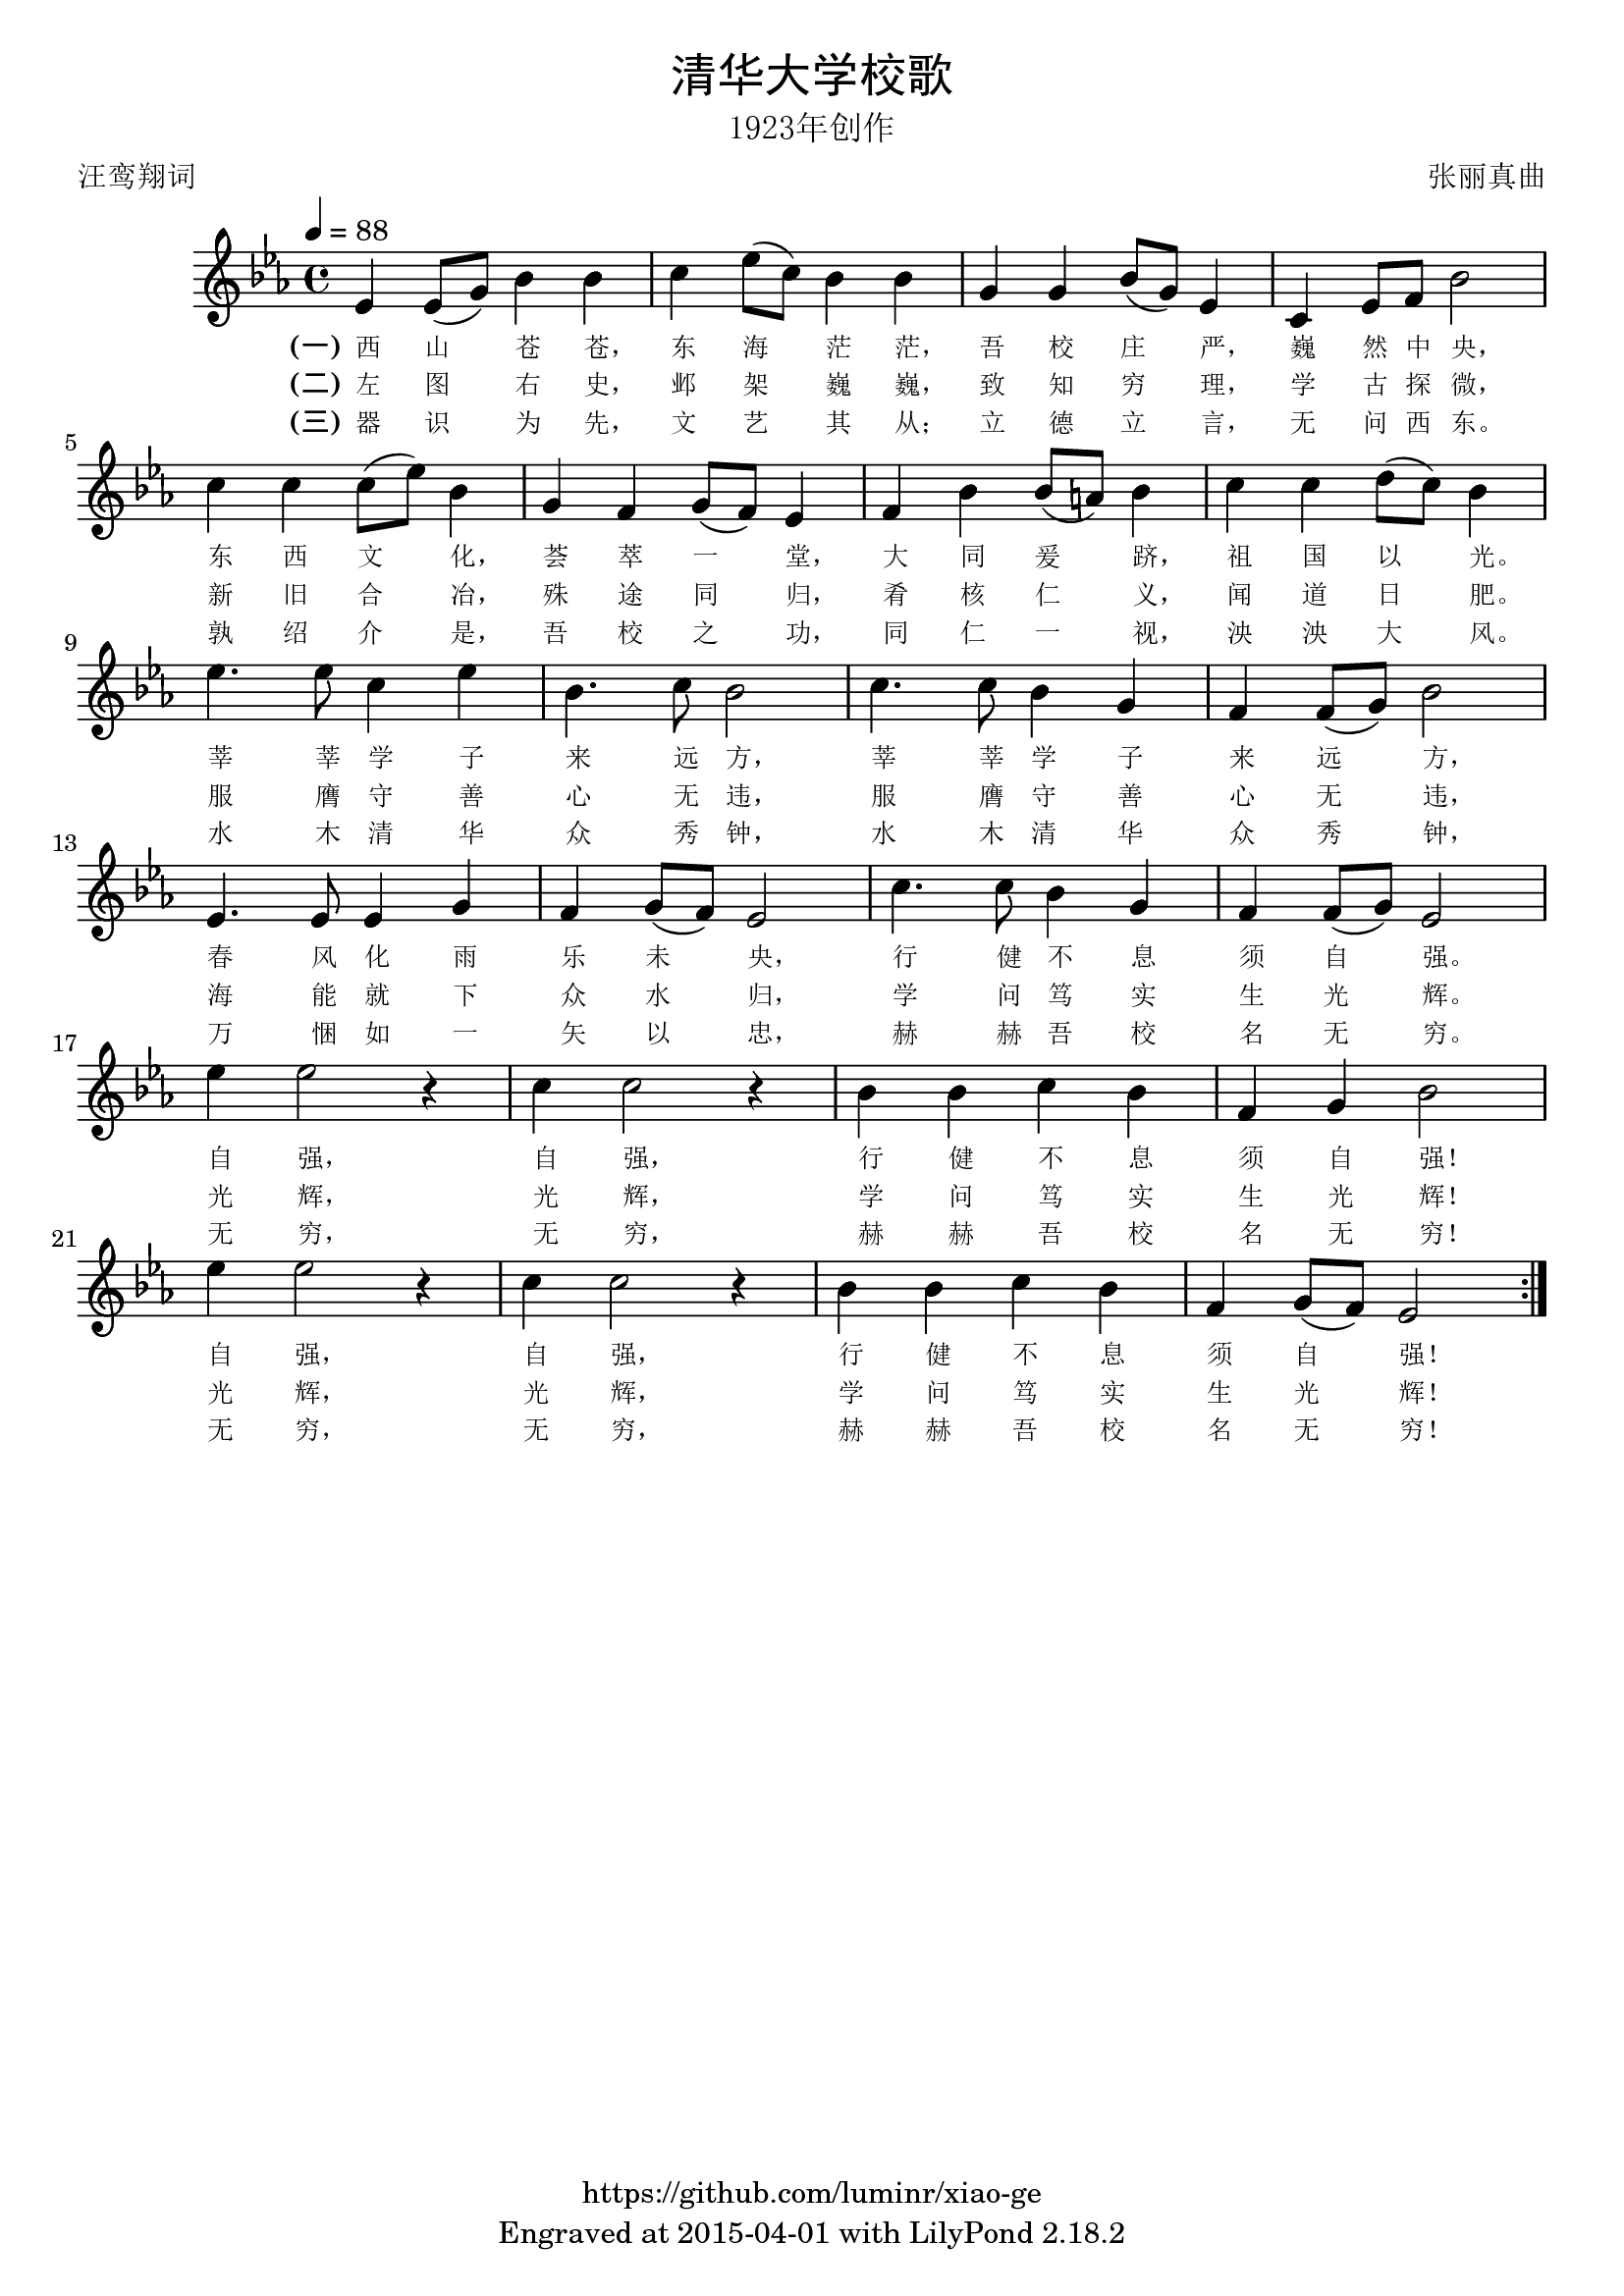 清华大学校歌
1923年创作
汪鸾翔词
张丽真曲
= 88
(一) 西 山 苍 苍， 东 海 茫 茫， 吾 校 庄 严， 巍 然 中 央，
(二) 左 图 右 史， 邺 架 巍 巍， 致 知 穷 理， 学 古 探 微，
(三) 器 识 为 先， 文 艺 其 从； 立 德 立 言， 无 问 西 东。
5
东 西 文 化， 荟 萃 一 堂， 大 同 爰 跻， 祖 国 以 光。
新 旧 合 冶， 殊 途 同 归， 肴 核 仁 义， 闻 道 日 肥。
孰 绍 介 是， 吾 校 之 功， 同 仁 一 视， 泱 泱 大 风。
9
莘 莘 学 子 来 远 方， 莘 莘 学 子 来 远 方，
服 膺 守 善 心 无 违， 服 膺 守 善 心 无 违，
水 木 清 华 众 秀 钟， 水 木 清 华 众 秀 钟，
13
春 风 化 雨 乐 未 央， 行 健 不 息 须 自 强。
海 能 就 下 众 水 归， 学 问 笃 实 生 光 辉。
万 悃 如 一 矢 以 忠， 赫 赫 吾 校 名 无 穷。
17
自 强， 自 强， 行 健 不 息 须 自 强！
光 辉， 光 辉， 学 问 笃 实 生 光 辉！
无 穷， 无 穷， 赫 赫 吾 校 名 无 穷！
21
自 强， 自 强， 行 健 不 息 须 自 强！
光 辉， 光 辉， 学 问 笃 实 生 光 辉！
无 穷， 无 穷， 赫 赫 吾 校 名 无 穷！
https://github.com/luminr/xiao-ge
Engraved at 2015-04-01 with LilyPond 2.18.2